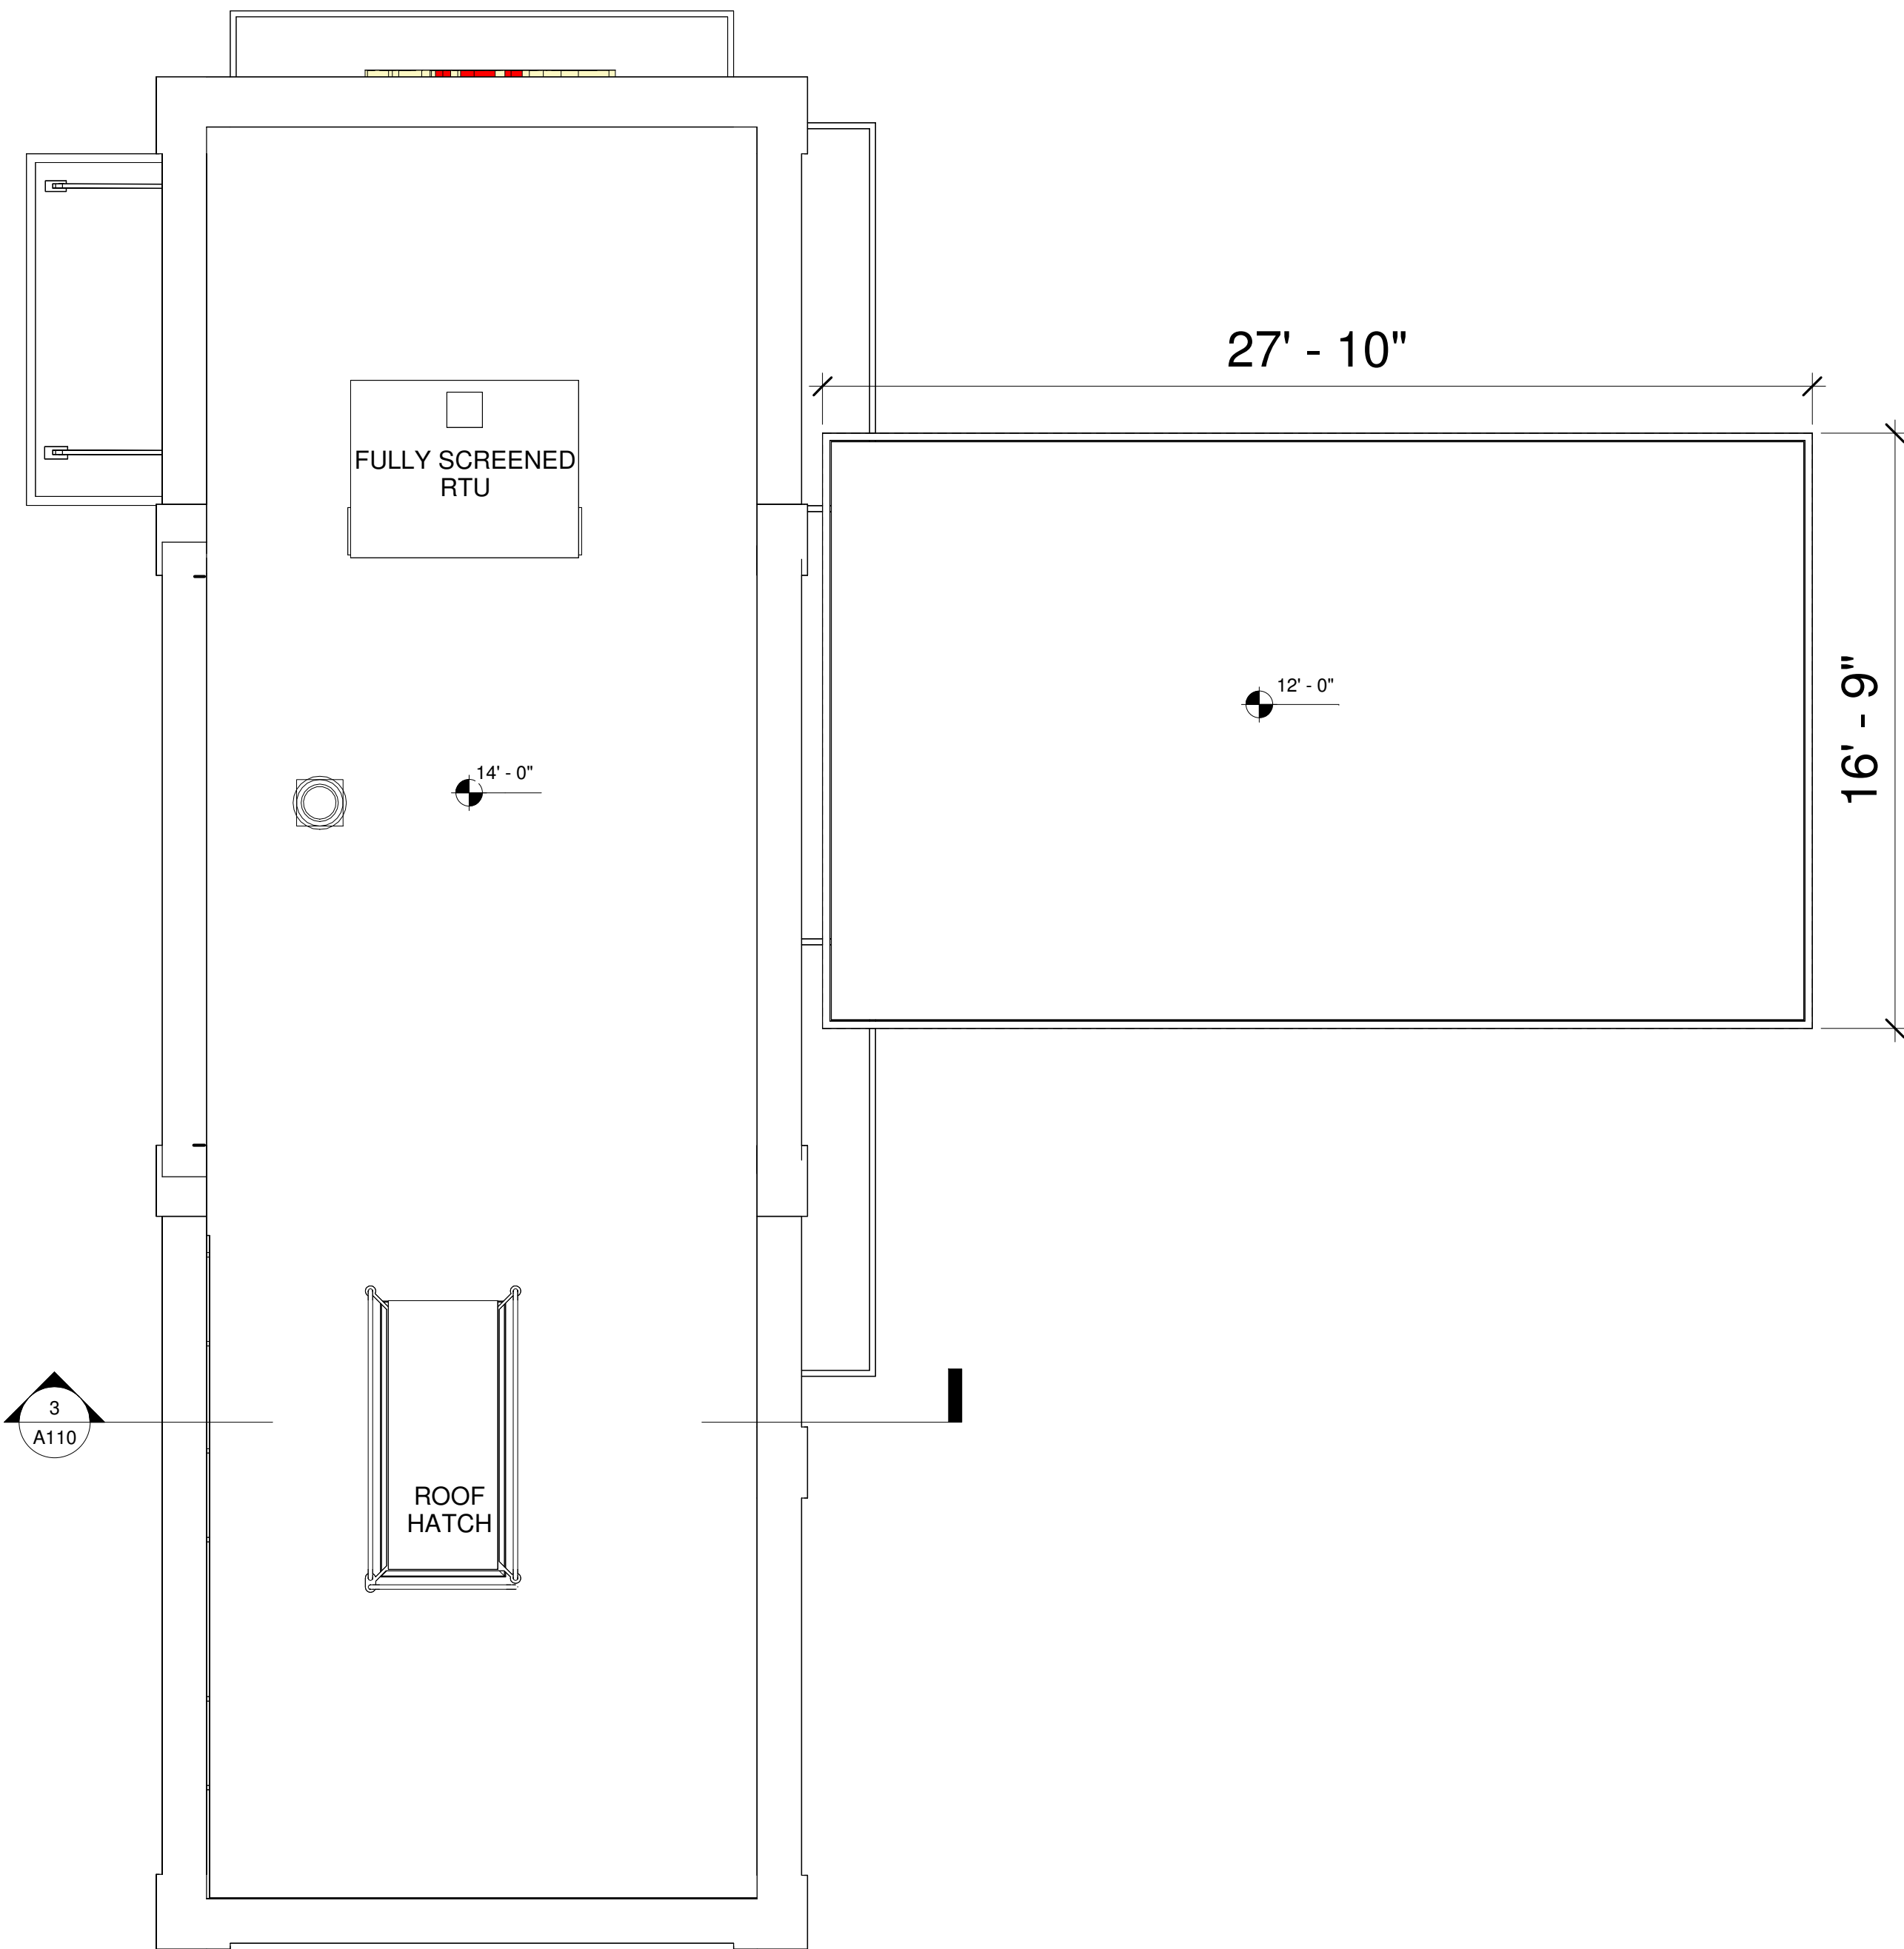 27' - 10"
FULLY SCREENED
RTU
16' - 9"
12' - 0"
14' - 0"
3
A110
ROOF
HATCH